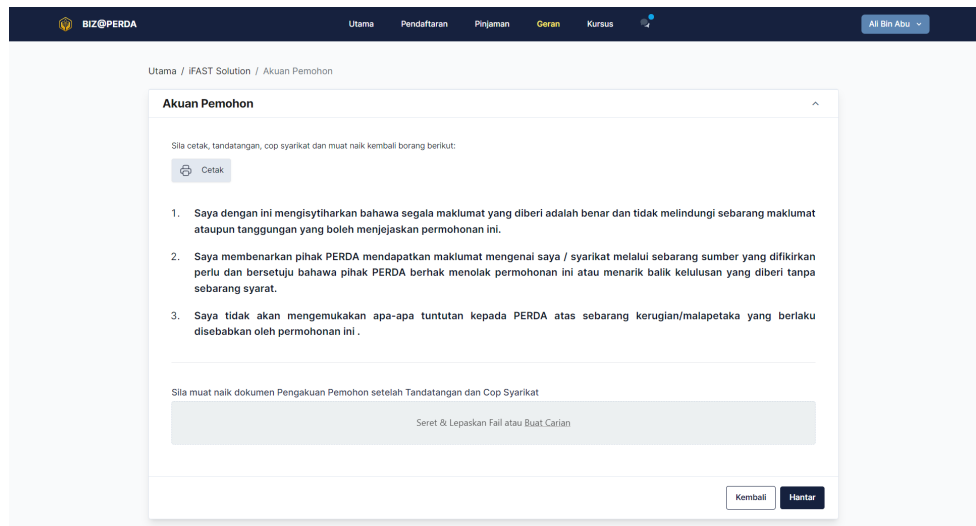 BIZ@PERDA
Utama Pendaftaran Pinjaman Geran Kursus
Ali Bin Abu
Utama / iFAST Solution / Akuan Pemohon
Akuan Pemohon
Sila cetak, tandatangan, cop syarikat dan muat naik kembali borang berikut:
Cetak
1. Saya dengan ini mengisytiharkan bahawa segala maklumat yang diberi adalah benar dan tidak melindungi sebarang maklumat
ataupun tanggungan yang boleh menjejaskan permohonan ini.
2. Saya membenarkan pihak PERDA mendapatkan maklumat mengenai saya / syarikat melalui sebarang sumber yang difikirkan
perlu dan bersetuju bahawa pihak PERDA berhak menolak permohonan ini atau menarik balik kelulusan yang diberi tanpa
sebarang syarat.
3. Saya tidak akan mengemukakan apa-apa tuntutan kepada PERDA atas sebarang kerugian/malapetaka yang berlaku
disebabkan oleh permohonan ini .
Sila muat naik dokumen Pengakuan Pemohon setelah Tandatangan dan Cop Syarikat
Seret & Lepaskan Fail atau Buat Carian
Kembali Hantar